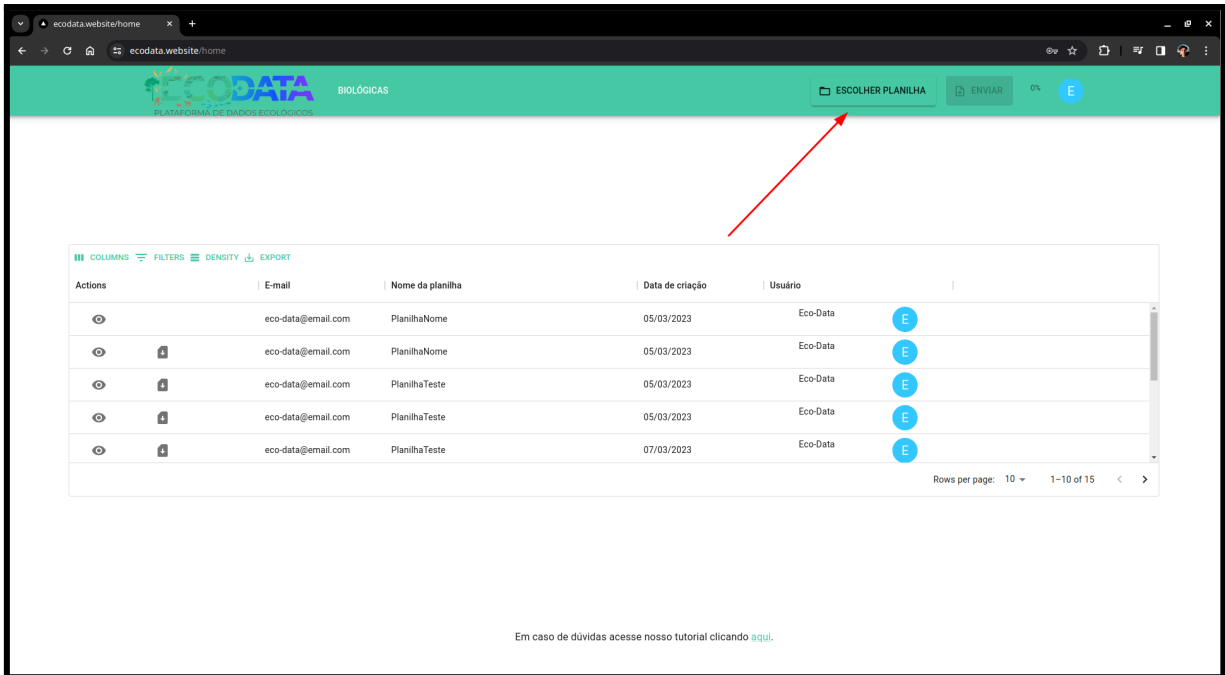 ecodata.website/home
ecodata.website/home
ECODATA
PLATAFORMA DE DADOS ECOLÓGICOS
BIOLÓGICAS
ESCOLHER PLANILHA
ENVIAR
0%
E
COLUMNS FILTERS DENSITY EXPORT
Actions E-mail Nome da planilha Data de criação Usuário
eco-data@email.com PlanilhaNome 05/03/2023 Eco-Data E
eco-data@email.com PlanilhaNome 05/03/2023 Eco-Data E
eco-data@email.com PlanilhaTeste 05/03/2023 Eco-Data E
eco-data@email.com PlanilhaTeste 05/03/2023 Eco-Data E
eco-data@email.com PlanilhaTeste 07/03/2023 Eco-Data E
Rows per page: 10 1–10 of 15
Em caso de dúvidas acesse nosso tutorial clicando aqui.